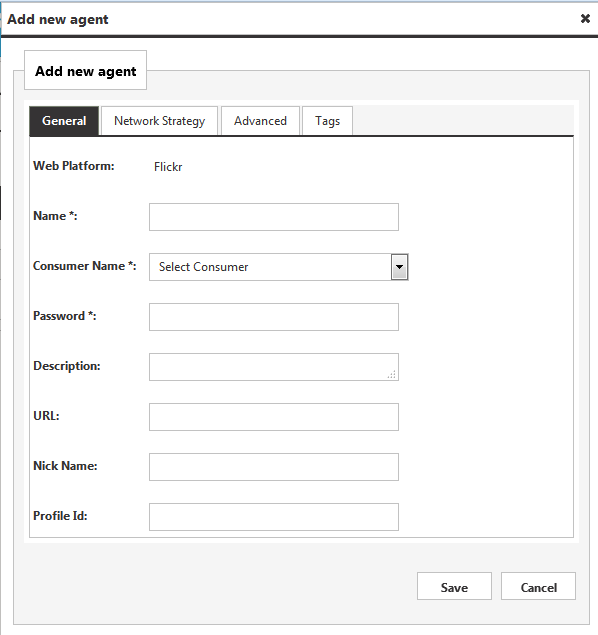 Add new agent
Add new agent
General Network Strategy Advanced Tags
Web Platform: Flickr
Name *:
Consumer Name *: Select Consumer
Password *:
Description:
URL:
Nick Name:
Profile Id:
Save Cancel